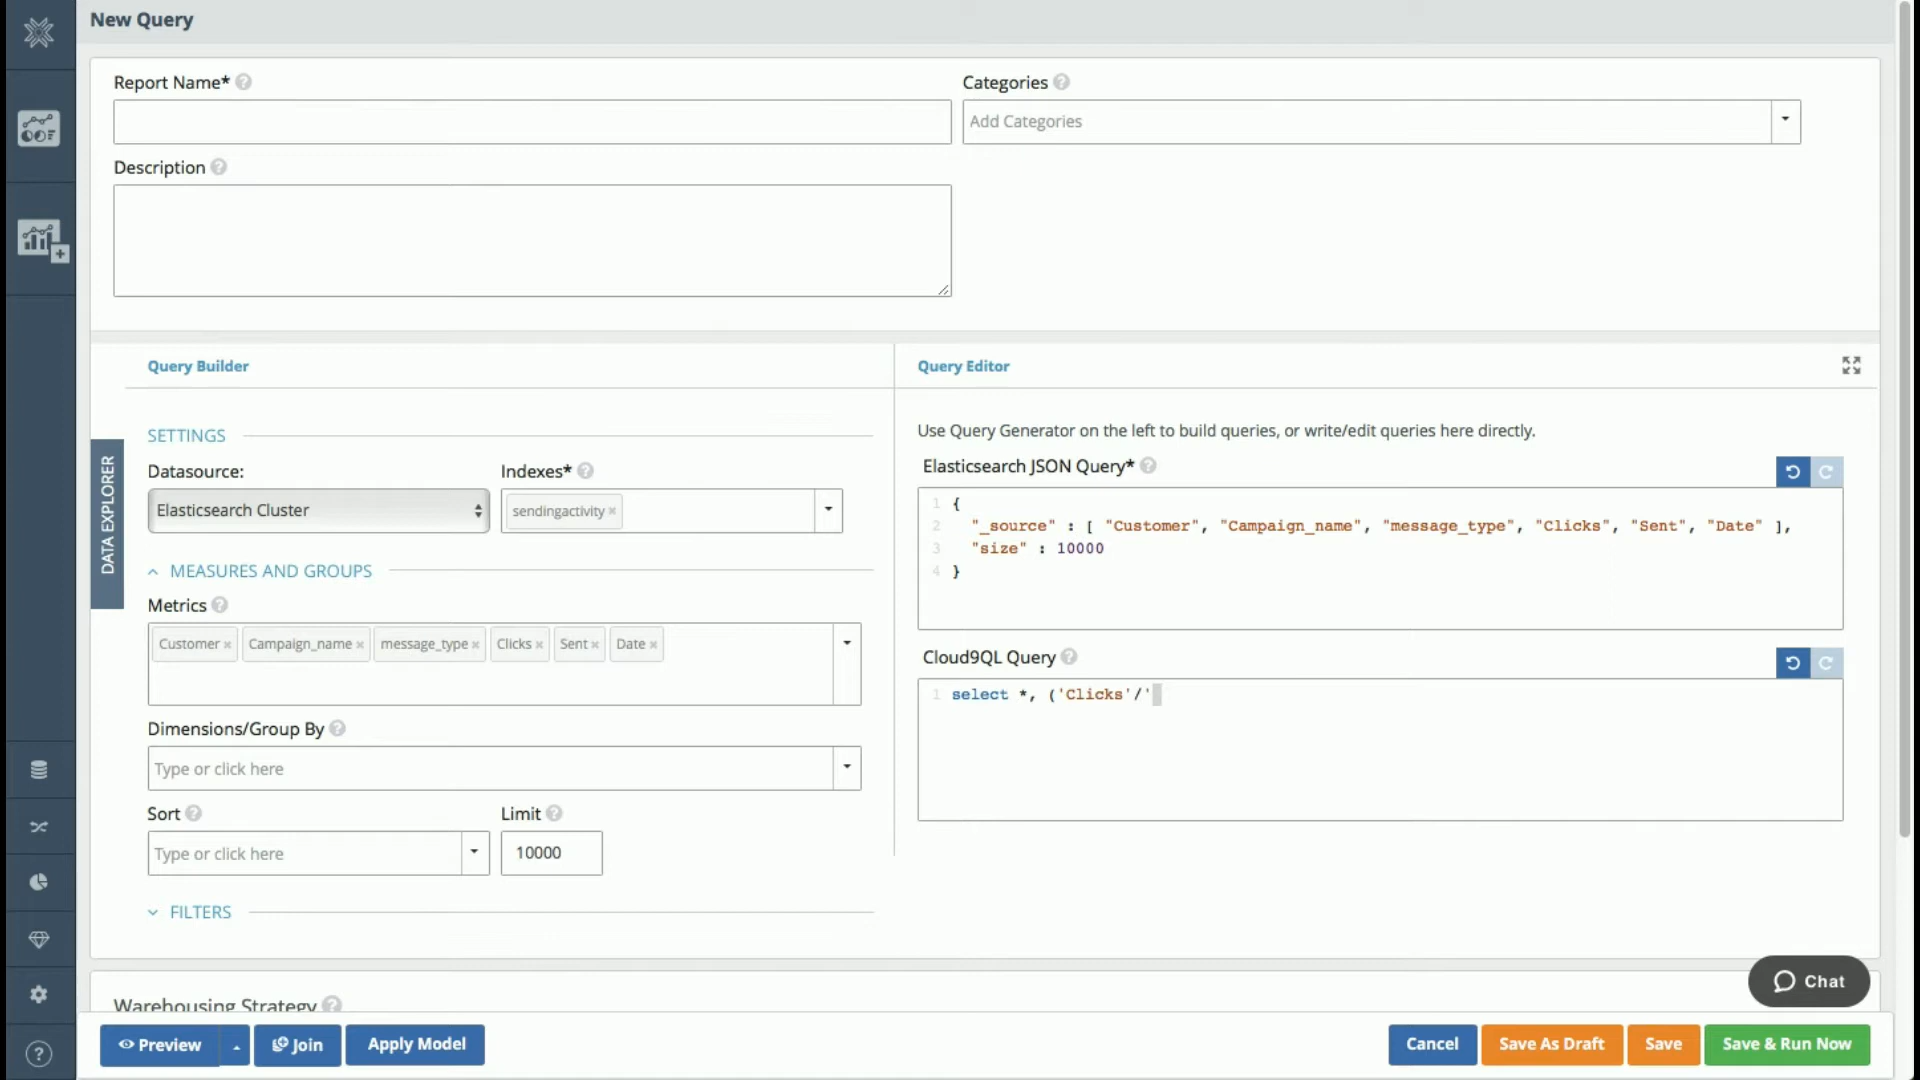 New Query
Report Name*
Categories
Add Categories
Description
Query Builder
Query Editor
SETTINGS
Use Query Generator on the left to build queries, or write/edit queries here directly.
Datasource:
Indexes*
Elasticsearch JSON Query*
Elasticsearch Cluster
sendingactivity ×
1 {
2 "_source" : [ "Customer", "Campaign_name", "message_type", "Clicks", "Sent", "Date" ],
3 "size" : 10000
4 }
DATA EXPLORER
MEASURES AND GROUPS
Metrics
Customer × Campaign_name × message_type × Clicks × Sent × Date ×
Cloud9QL Query
1 select *, ('Clicks'/'
Dimensions/Group By
Type or click here
Sort
Limit
Type or click here
10000
FILTERS
Chat
Warehousing Strategy
Preview
Join
Apply Model
Cancel
Save As Draft
Save
Save & Run Now